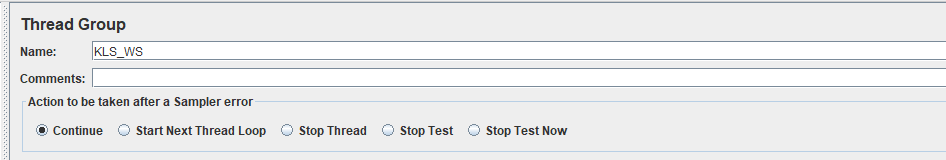 Thread Group
Name: KLS_WS
Comments:
Action to be taken after a Sampler error
Continue Start Next Thread Loop Stop Thread Stop Test Stop Test Now